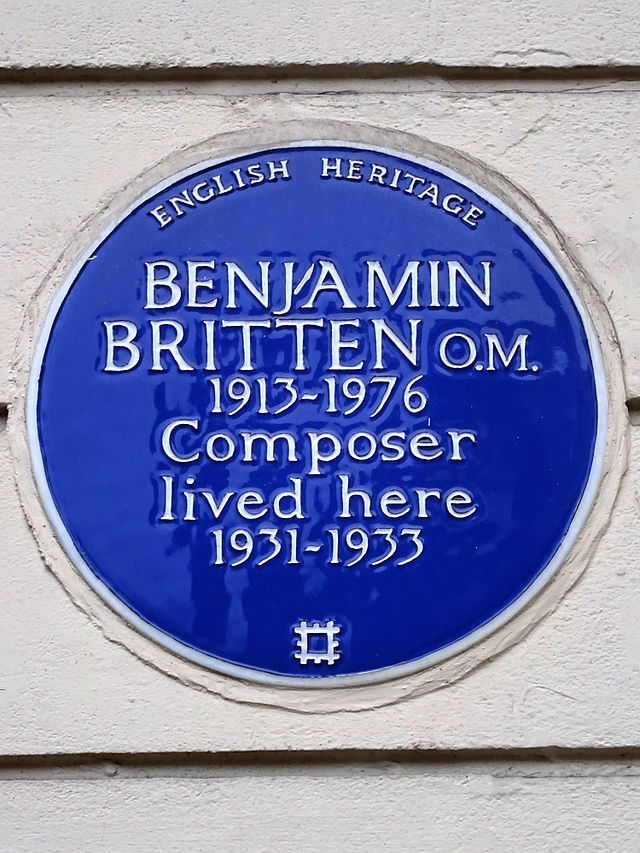 ENGLISH HERITAGE
BENJAMIN
BRITTEN O.M.
1913-1976
Composer
lived here
1931-1933